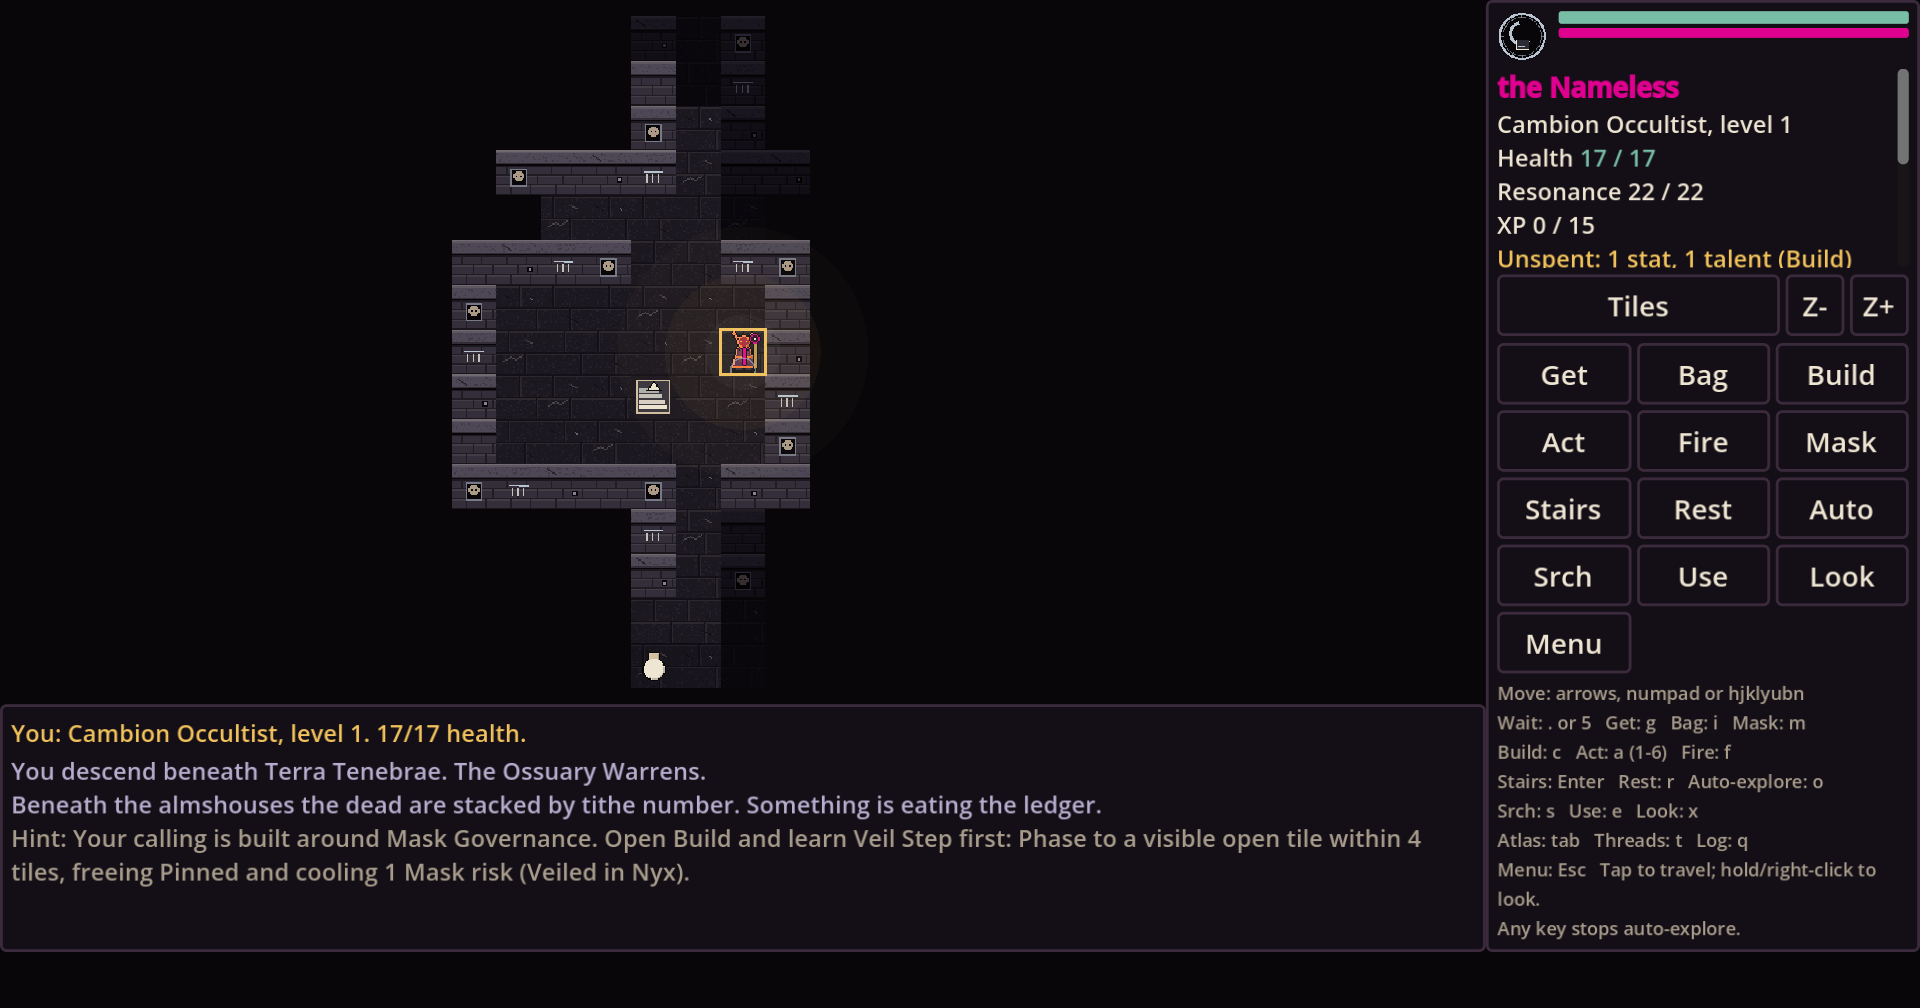 the Nameless
Cambion Occultist, level 1
Health 17 / 17
Resonance 22 / 22
XP 0 / 15
Unspent: 1 stat, 1 talent (Build)
Tiles Z- Z+
Get Bag Build
Act Fire Mask
Stairs Rest Auto
Srch Use Look
Menu
Move: arrows, numpad or hjklyubn
Wait: . or 5 Get: g Bag: i Mask: m
Build: c Act: a (1-6) Fire: f
Stairs: Enter Rest: r Auto-explore: o
Srch: s Use: e Look: x
Atlas: tab Threads: t Log: q
Menu: Esc Tap to travel; hold/right-click to
look.
Any key stops auto-explore.
You: Cambion Occultist, level 1. 17/17 health.
You descend beneath Terra Tenebrae. The Ossuary Warrens.
Beneath the almshouses the dead are stacked by tithe number. Something is eating the ledger.
Hint: Your calling is built around Mask Governance. Open Build and learn Veil Step first: Phase to a visible open tile within 4
tiles, freeing Pinned and cooling 1 Mask risk (Veiled in Nyx).